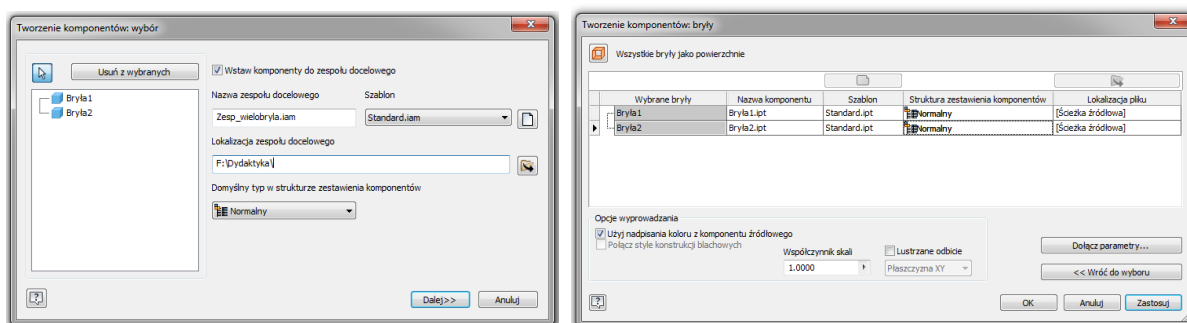 Tworzenie komponentów: wybór
Usuń z wybranych
Bryła1
Bryła2
Wstaw komponenty do zespołu docelowego
Nazwa zespołu docelowego Szablon
Zesp_wielobryla.iam Standard.iam
Lokalizacja zespołu docelowego
F:\Dydaktyka\
Domyślny typ w strukturze zestawienia komponentów
Normalny
Dalej>> Anuluj
Tworzenie komponentów: bryły
Wszystkie bryły jako powierzchnie
Wybrane bryły Nazwa komponentu Szablon Struktura zestawienia komponentów Lokalizacja pliku
Bryła1 Bryła1.ipt Standard.ipt Normalny [Ścieżka źródłowa]
Bryła2 Bryła2.ipt Standard.ipt Normalny [Ścieżka źródłowa]
Opcje wyprowadzania
Użyj nadpisania koloru z komponentu źródłowego
Połącz style konstrukcji blachowych
Współczynnik skali Lustrzane odbicie
1.0000 Płaszczyzna XY
Dołącz parametry...
<< Wróć do wyboru
OK Anuluj Zastosuj